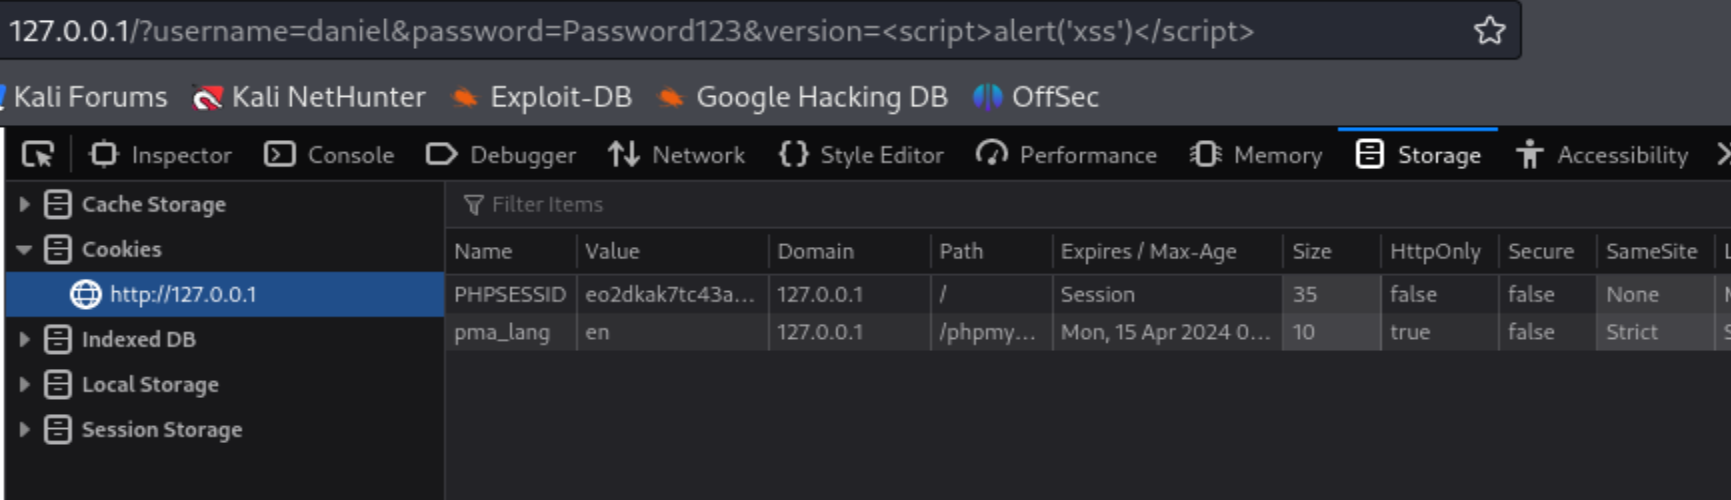 127.0.0.1/?username=daniel&password=Password123&version=<script>alert('xss')</script>
Kali Forums Kali NetHunter Exploit-DB Google Hacking DB OffSec
Inspector Console Debugger Network Style Editor Performance Memory Storage Accessibility
Cache Storage
Filter Items
Cookies
Name Value Domain Path Expires / Max-Age Size HttpOnly Secure SameSite
http://127.0.0.1
PHPSESSID eo2dkak7tc43a... 127.0.0.1 / Session 35 false false None
pma_lang en 127.0.0.1 /phpmy... Mon, 15 Apr 2024 0... 10 true false Strict
Indexed DB
Local Storage
Session Storage